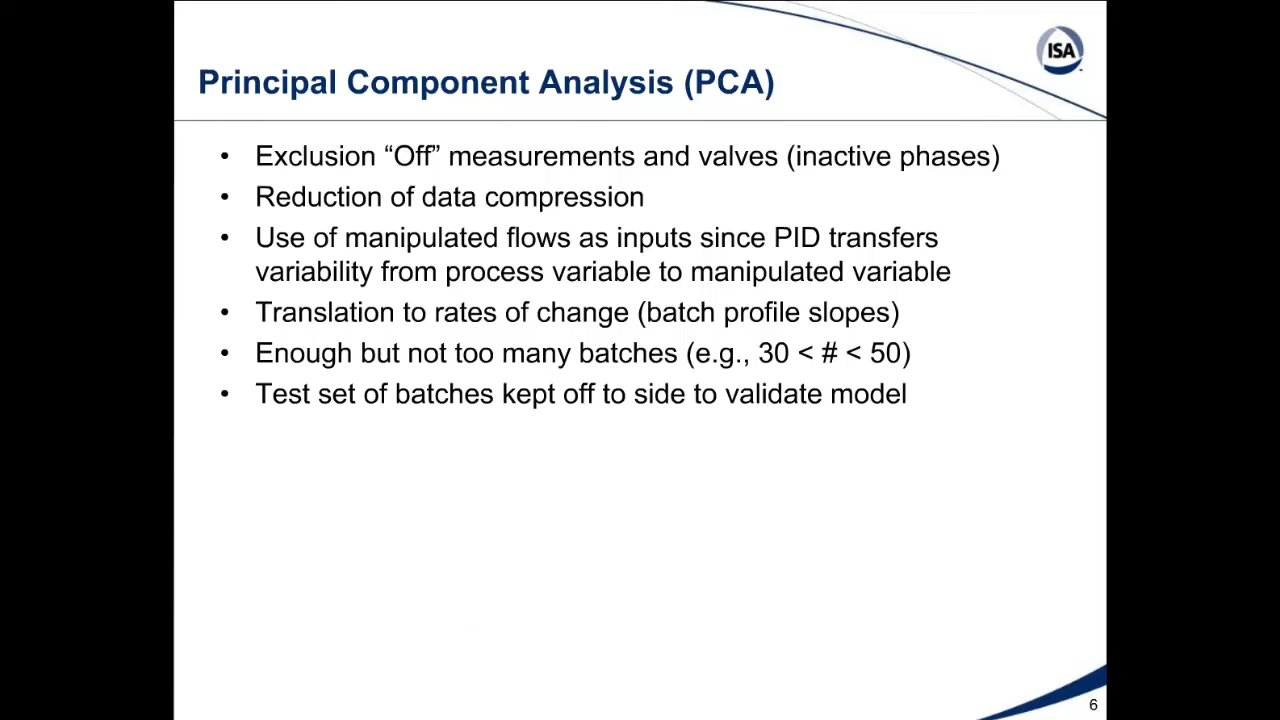 ISA
Principal Component Analysis (PCA)
• Exclusion “Off” measurements and valves (inactive phases)
• Reduction of data compression
• Use of manipulated flows as inputs since PID transfers
variability from process variable to manipulated variable
• Translation to rates of change (batch profile slopes)
• Enough but not too many batches (e.g., 30 < # < 50)
• Test set of batches kept off to side to validate model
6